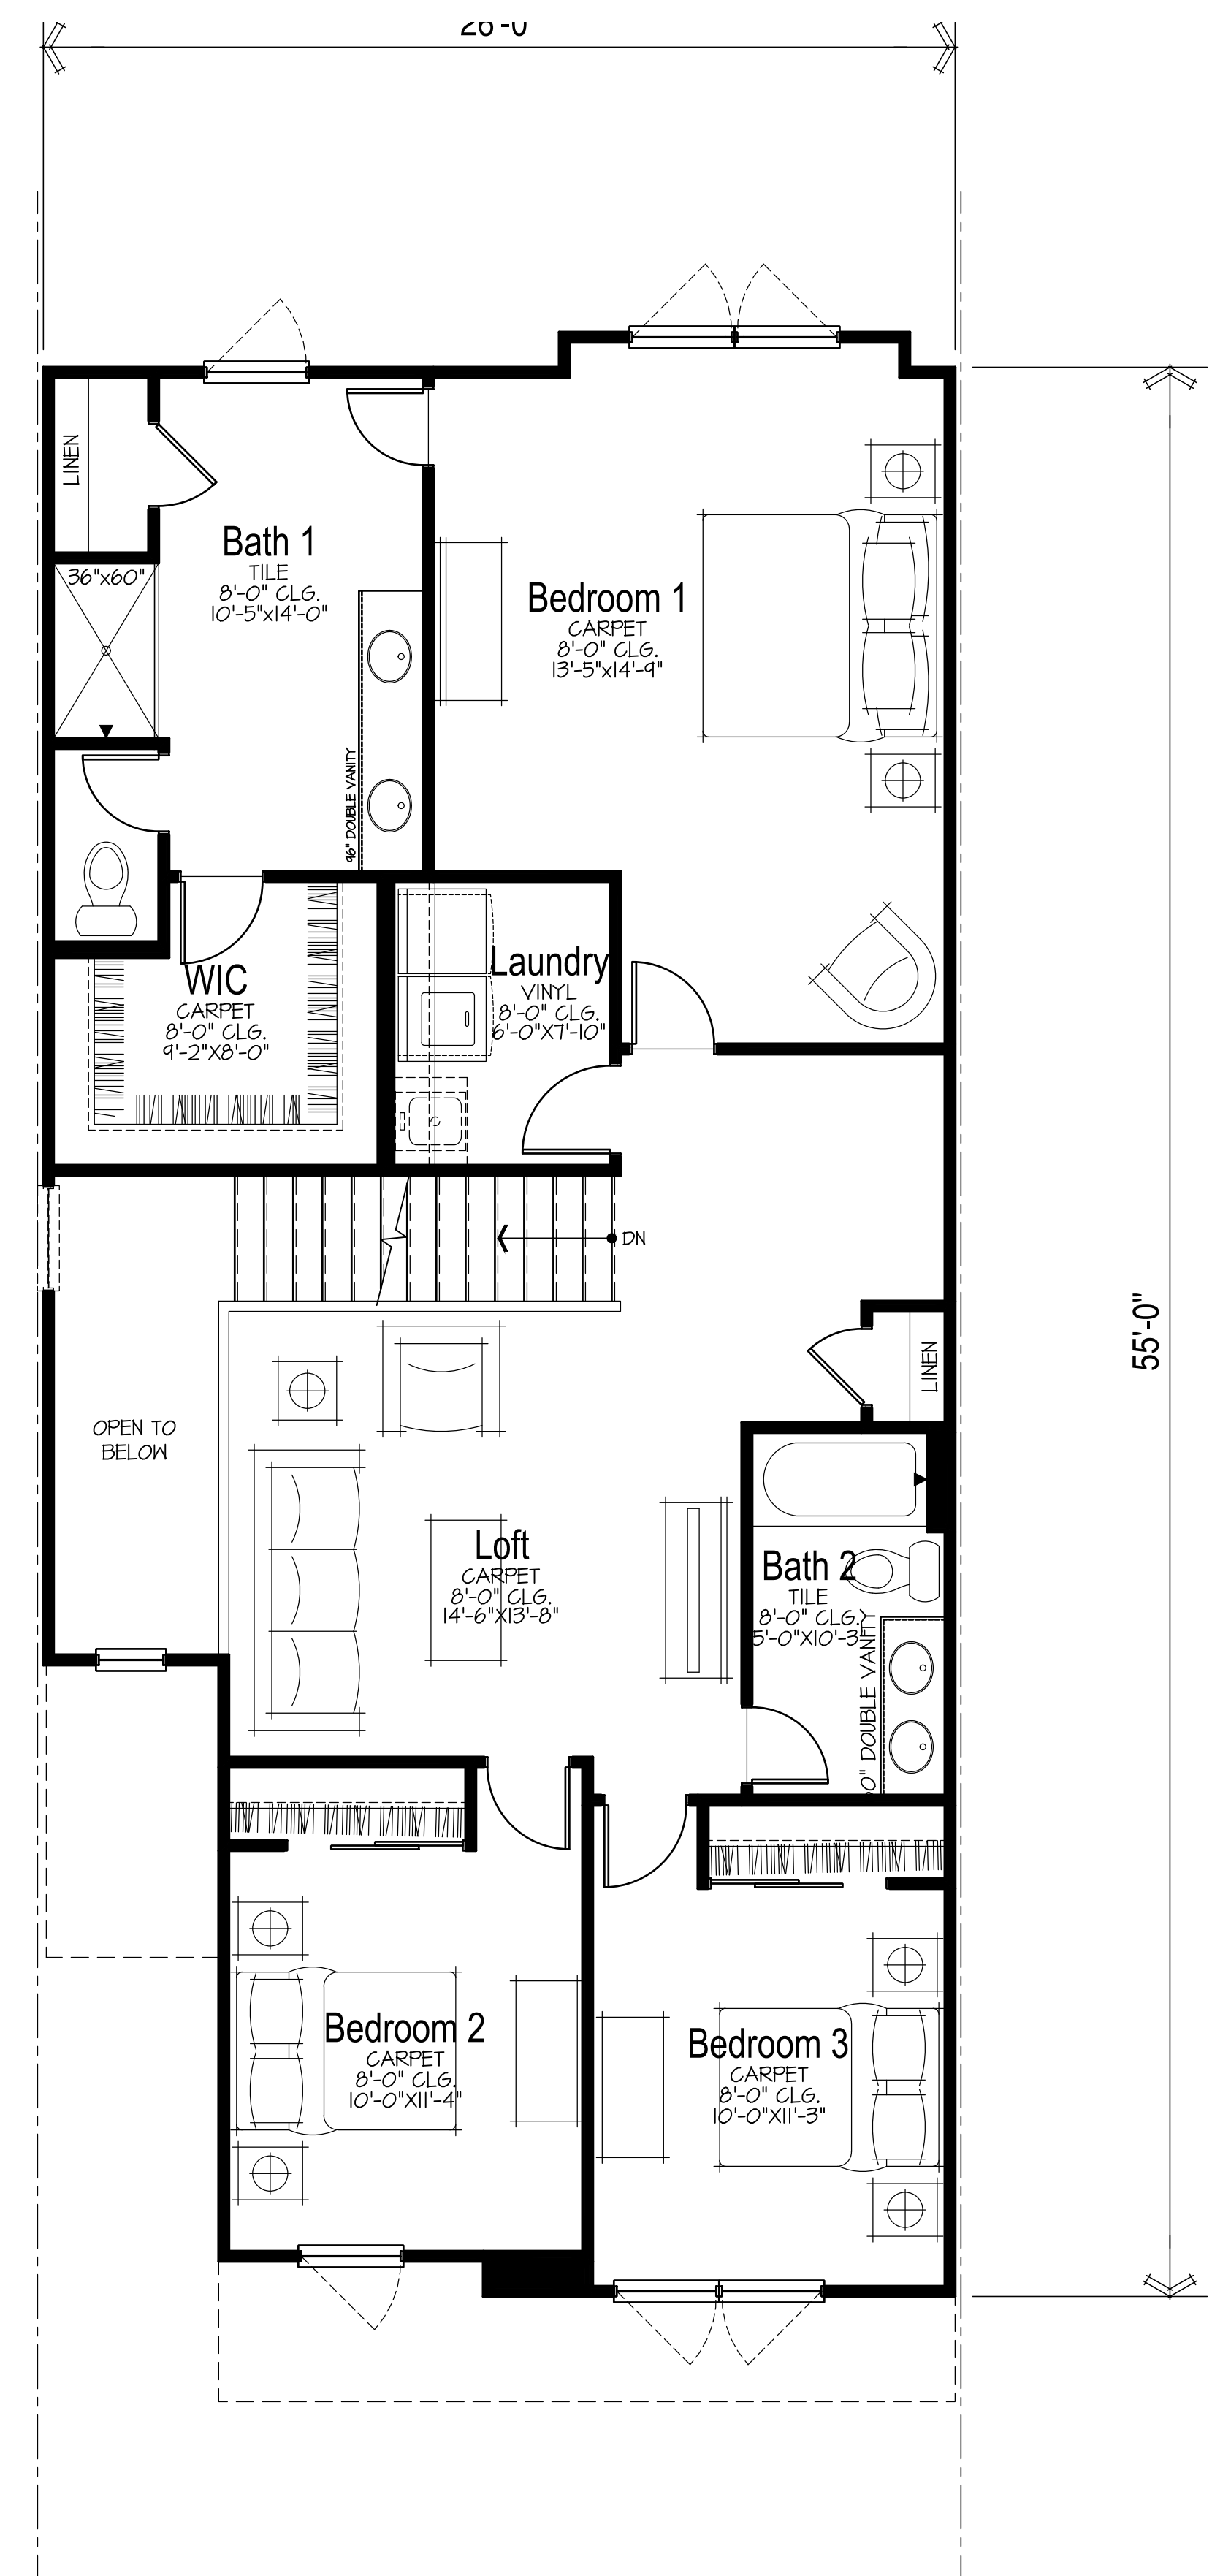 26'-0"
LINEN
Bath 1
TILE
8'-0" CLG.
10'-5"x14'-0"
36"x60"
Bedroom 1
CARPET
8'-0" CLG.
13'-5"x14'-9"
96" DOUBLE VANITY
WIC
CARPET
8'-0" CLG.
9'-2"X8'-0"
Laundry
VINYL
8'-0" CLG.
6'-0"X7'-10"
DN
55'-0"
LINEN
OPEN TO
BELOW
Loft
CARPET
8'-0" CLG.
14'-6"X13'-8"
Bath 2
TILE
8'-0" CLG.
5'-0"X10'-3"
DOUBLE VANITY
Bedroom 2
CARPET
8'-0" CLG.
10'-0"X11'-4"
Bedroom 3
CARPET
8'-0" CLG.
10'-0"X11'-3"